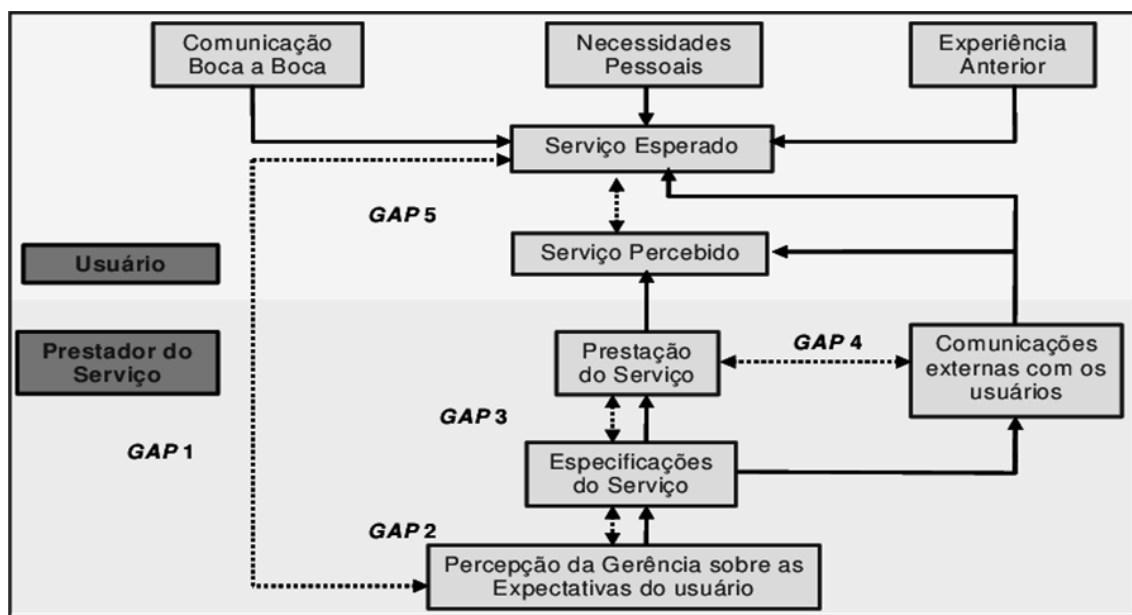 Comunicação
Boca a Boca
Necessidades
Pessoais
Experiência
Anterior
Serviço Esperado
GAP 5
Serviço Percebido
Usuário
Prestador do
Serviço
Prestação
do Serviço
GAP 4
Comunicações
externas com os
usuários
GAP 3
GAP 1
Especificações
do Serviço
GAP 2
Percepção da Gerência sobre as
Expectativas do usuário